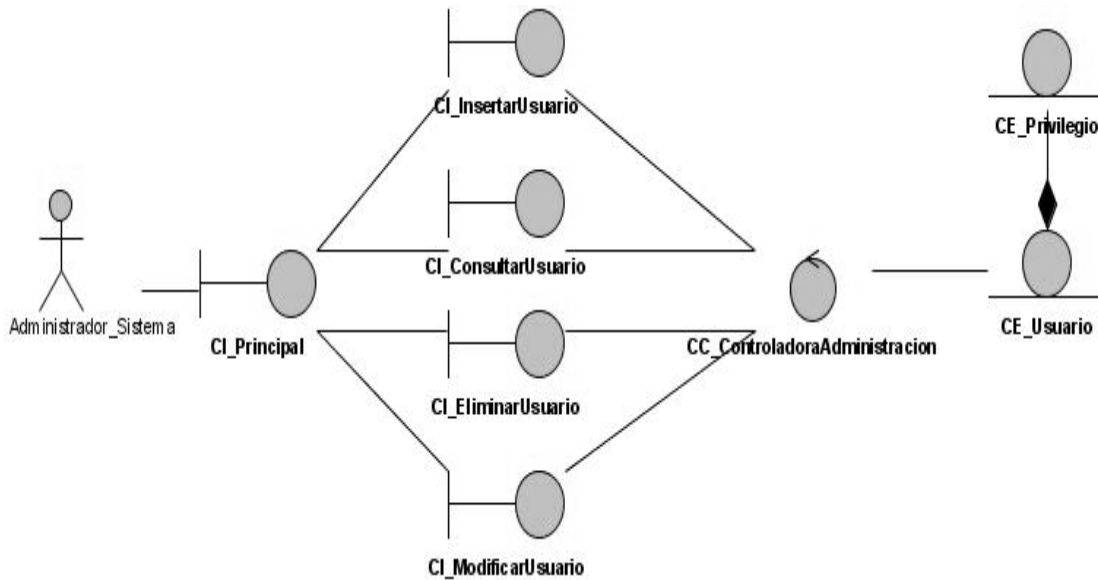 CI_InsertarUsuario
CE_Privilegio
CI_ConsultarUsuario
Administrador_Sistema
CI_Principal
CC_ControladoraAdministracion
CE_Usuario
CI_EliminarUsuario
CI_ModificarUsuario